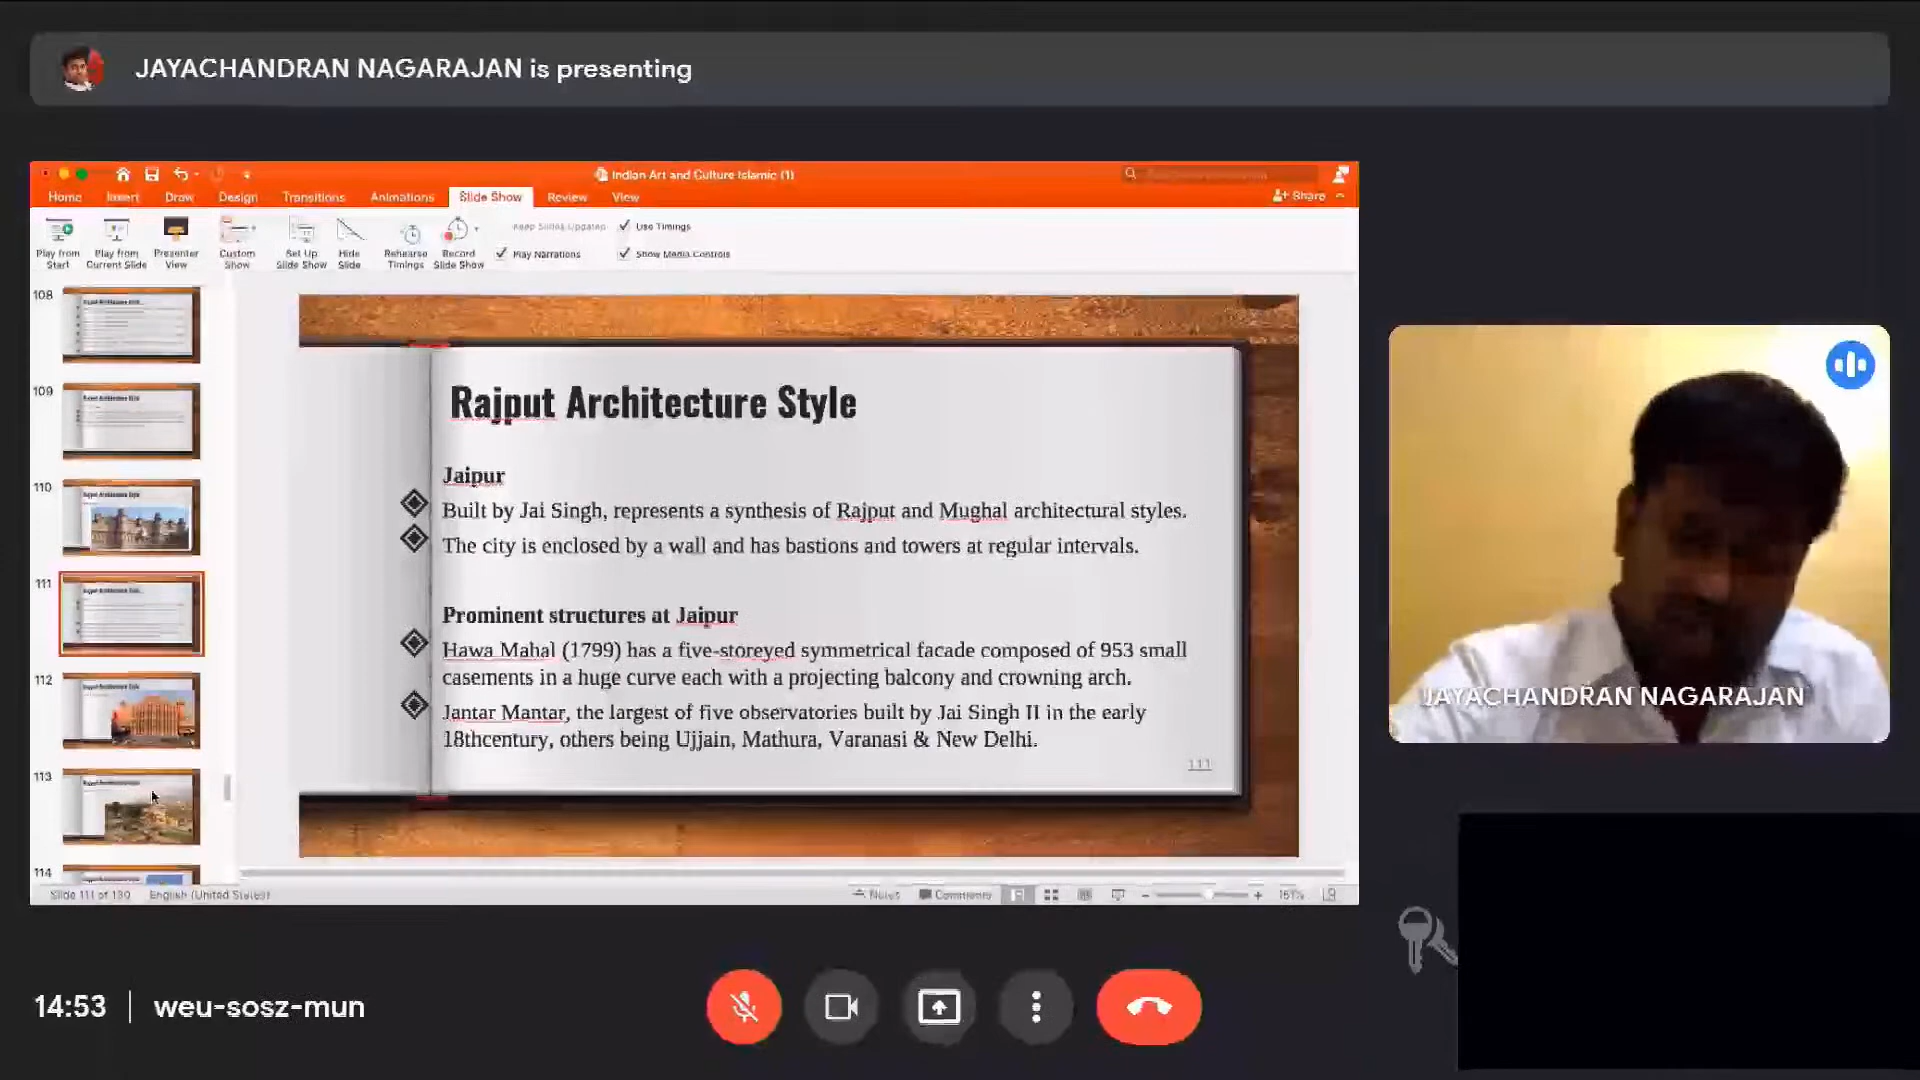 JAYACHANDRAN NAGARAJAN is presenting
Indian Art and Culture Islamic (1)
Home Insert Draw Design Transitions Animations Slide Show Review View
Share
Keep Slides Updated Use Timings
Play from Start
Play from Current Slide
Presenter View
Custom Show
Set Up Slide Show
Hide Slide
Rehearse Timings
Record Slide Show
Play Narrations Show Media Controls
108
109
110
111
112
113
114
Rajput Architecture Style
Jaipur
Built by Jai Singh, represents a synthesis of Rajput and Mughal architectural styles.
The city is enclosed by a wall and has bastions and towers at regular intervals.
Prominent structures at Jaipur
Hawa Mahal (1799) has a five-storeyed symmetrical facade composed of 953 small
casements in a huge curve each with a projecting balcony and crowning arch.
Jantar Mantar, the largest of five observatories built by Jai Singh II in the early
18thcentury, others being Ujjain, Mathura, Varanasi & New Delhi.
111
English (United States)
Notes Comments
JAYACHANDRAN NAGARAJAN
14:53 | weu-sosz-mun